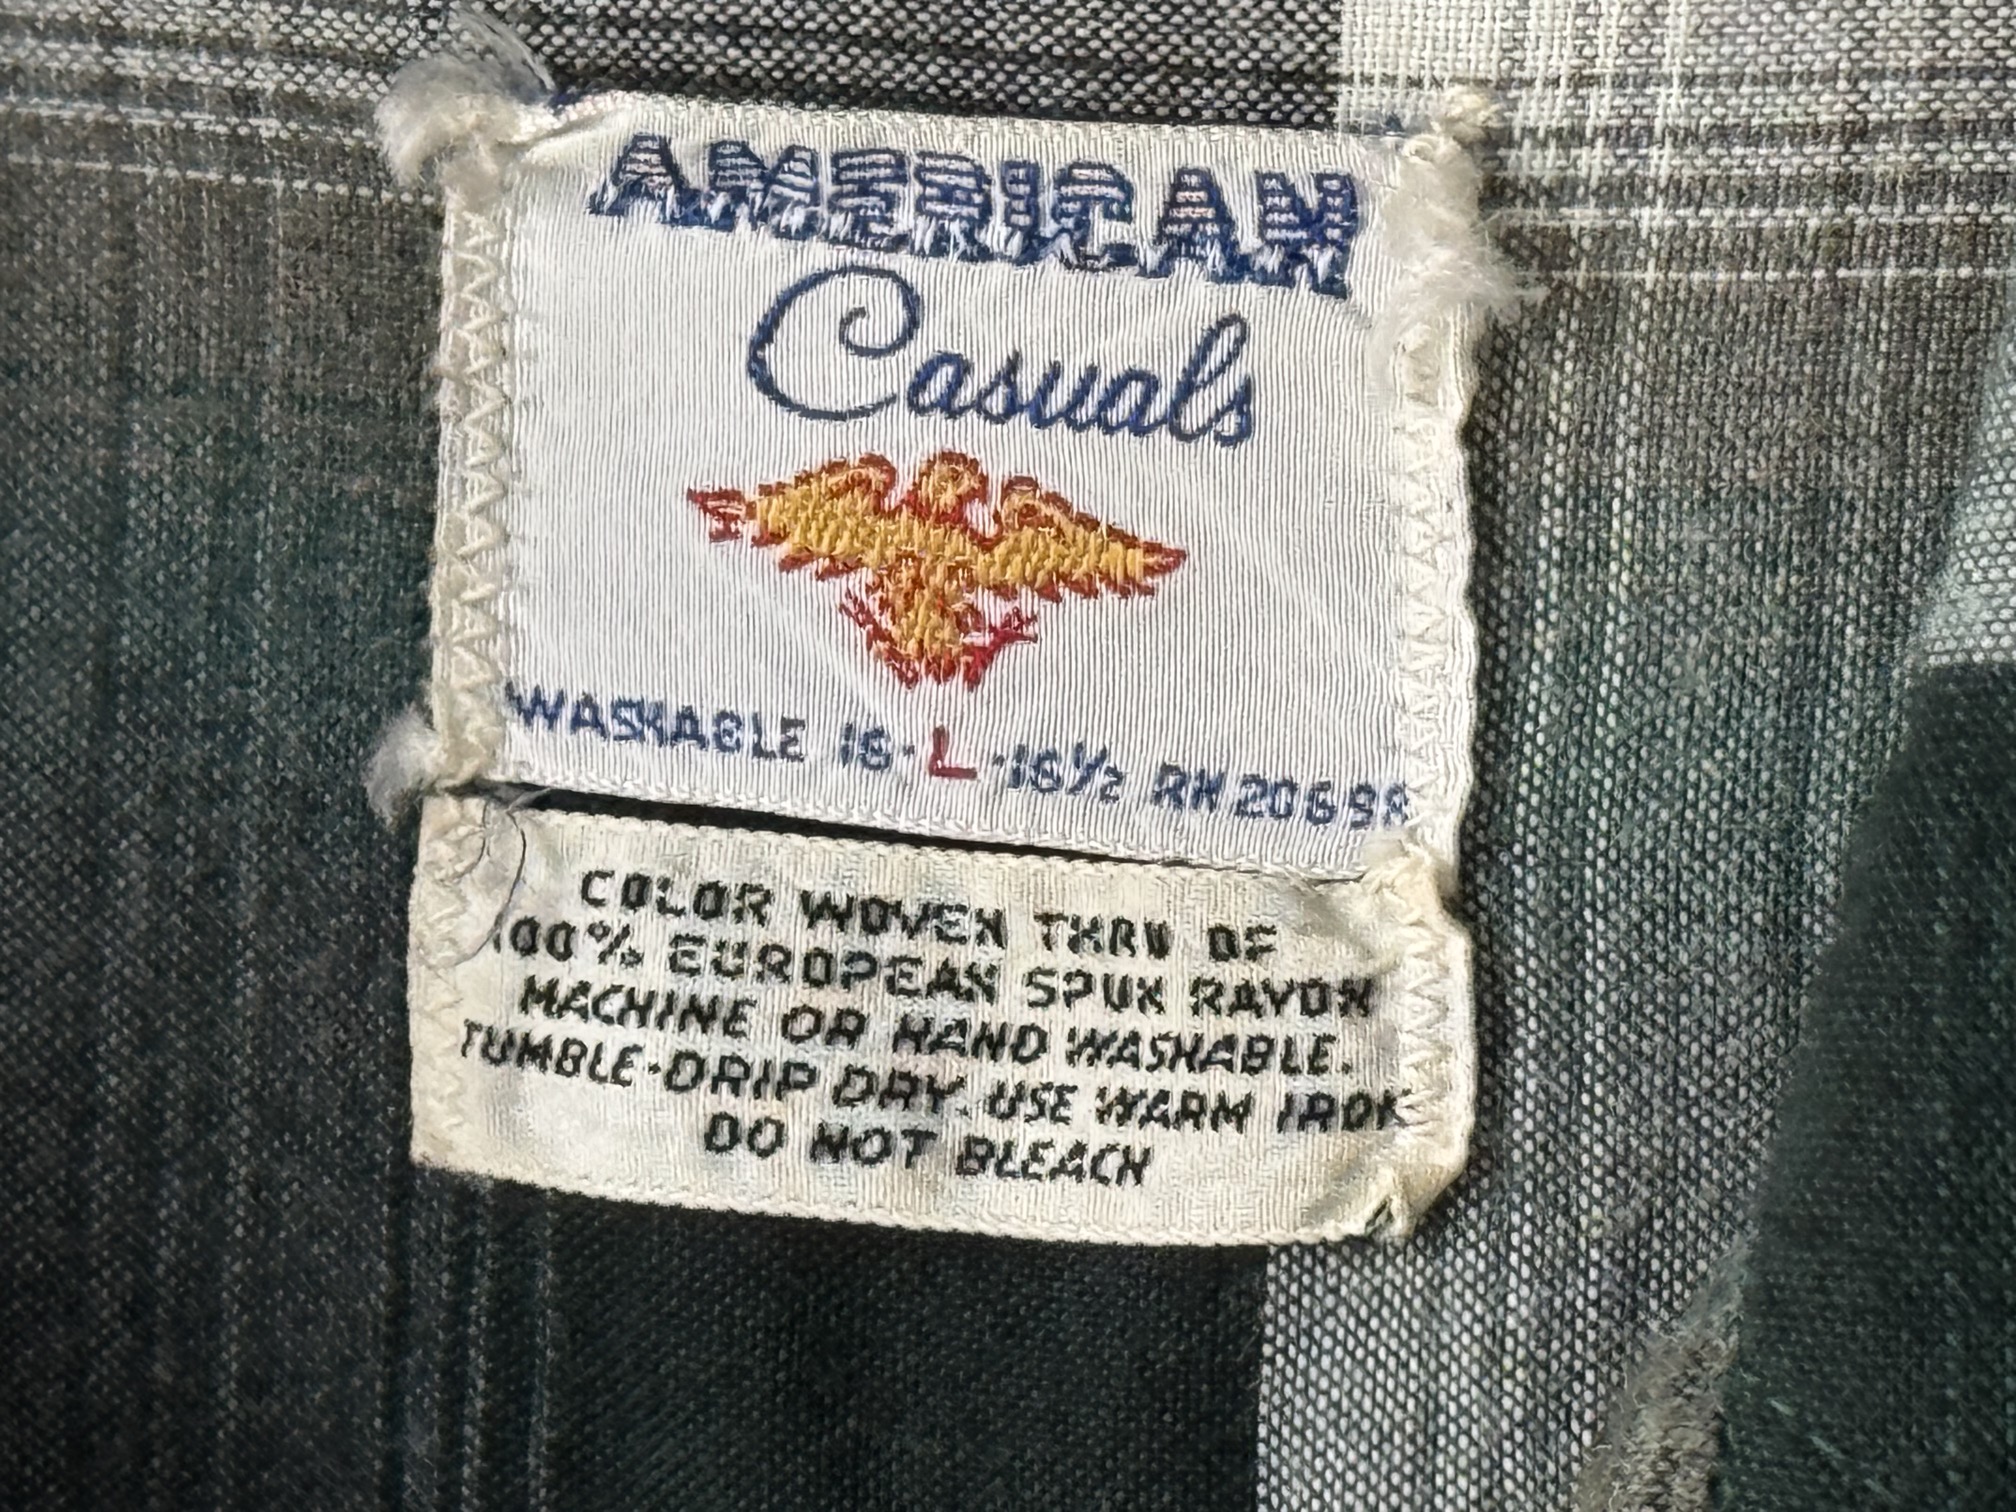 AMERICAN
Casuals
WASHABLE 16-L-16½ RN 20698
COLOR WOVEN THRU OF
100% EUROPEAN SPUN RAYON
MACHINE OR HAND WASHABLE.
TUMBLE-DRIP DRY. USE WARM IRON
DO NOT BLEACH